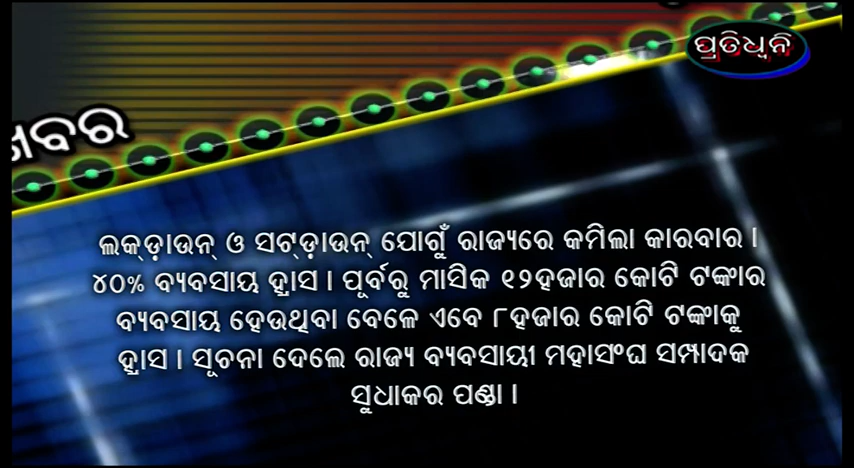 ପ୍ରତିଧ୍ୱନି
ଖବର
ଲକ୍‌ଡ଼ାଉନ୍ ଓ ସଟ୍‌ଡ଼ାଉନ୍ ଯୋଗୁଁ ରାଜ୍ୟରେ କମିଲା କାରବାର ।
୪୦% ବ୍ୟବସାୟ ହ୍ରାସ । ପୂର୍ବରୁ ମାସିକ ୧୨ହଜାର କୋଟି ଟଙ୍କାର
ବ୍ୟବସାୟ ହେଉଥିବା ବେଳେ ଏବେ ୮ହଜାର କୋଟି ଟଙ୍କାକୁ
ହ୍ରାସ । ସୂଚନା ଦେଲେ ରାଜ୍ୟ ବ୍ୟବସାୟୀ ମହାସଂଘ ସମ୍ପାଦକ
ସୁଧାକର ପଣ୍ଡା ।